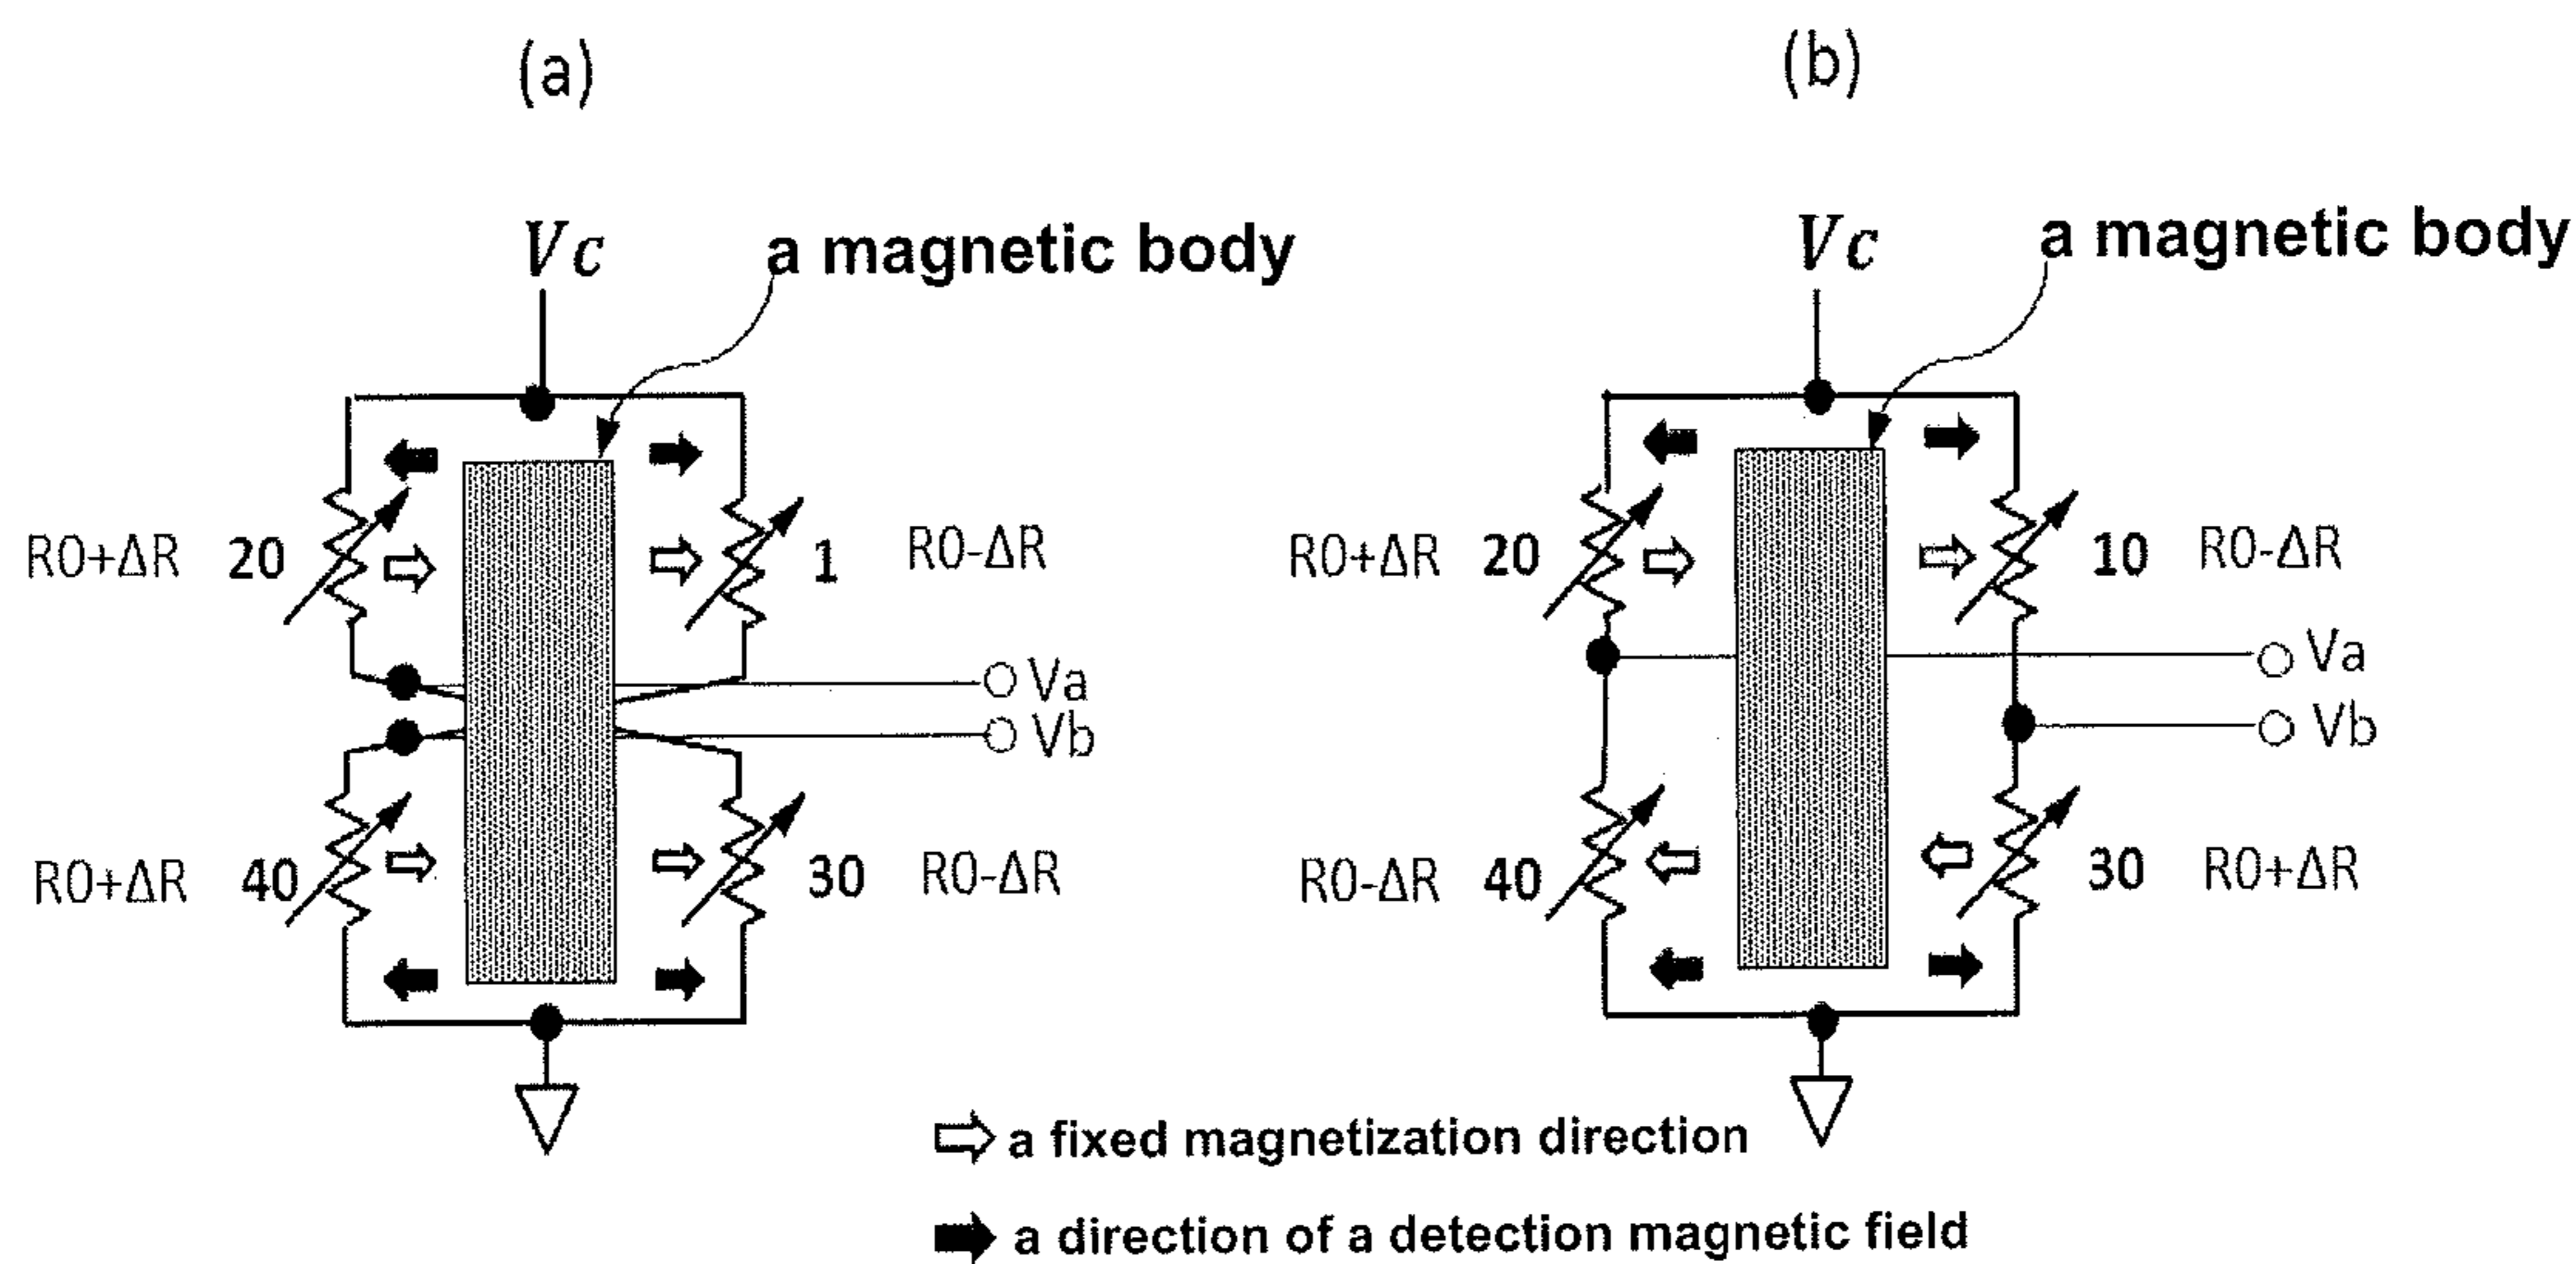 (a)
(b)
Vc
a magnetic body
Vc
a magnetic body
R0+ΔR 20
1 R0-ΔR
R0+ΔR 20
10 R0-ΔR
Va
Vb
Va
Vb
R0+ΔR 40
30 R0-ΔR
R0-ΔR 40
30 R0+ΔR
a fixed magnetization direction
a direction of a detection magnetic field